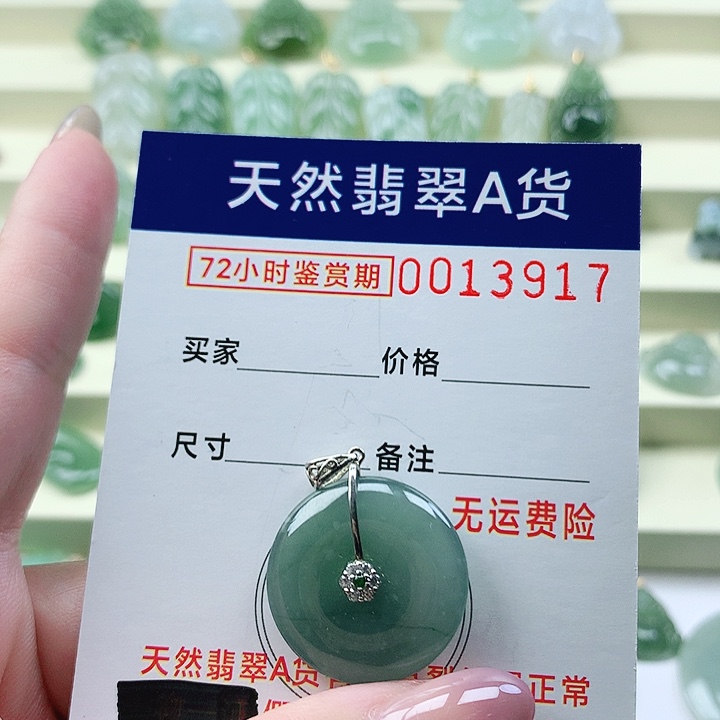 天然翡翠A货
72小时鉴赏期 0013917
买家 价格
尺寸 备注
无运费险
天然翡翠A货 正常